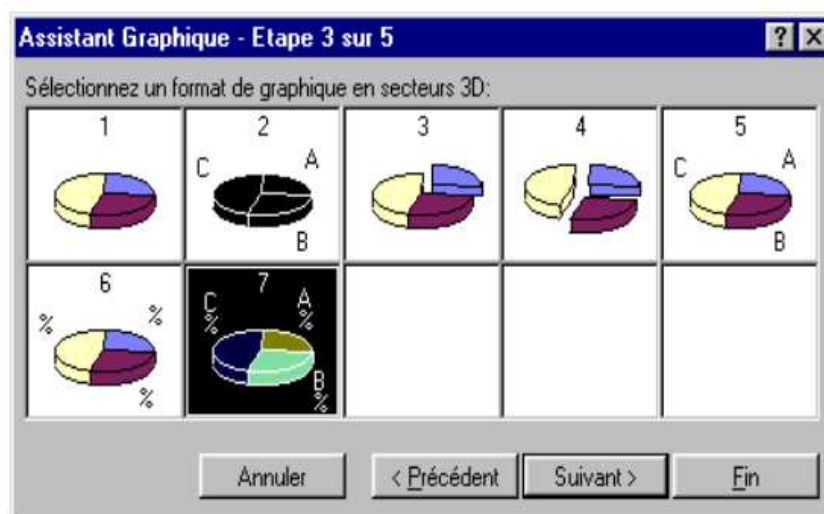 Assistant Graphique - Etape 3 sur 5 ? ×
Sélectionnez un format de graphique en secteurs 3D:
1 2 3 4 5
C A C A
B B
6 7
% % C A
% %
% B
%
Annuler < Précédent Suivant > Fin